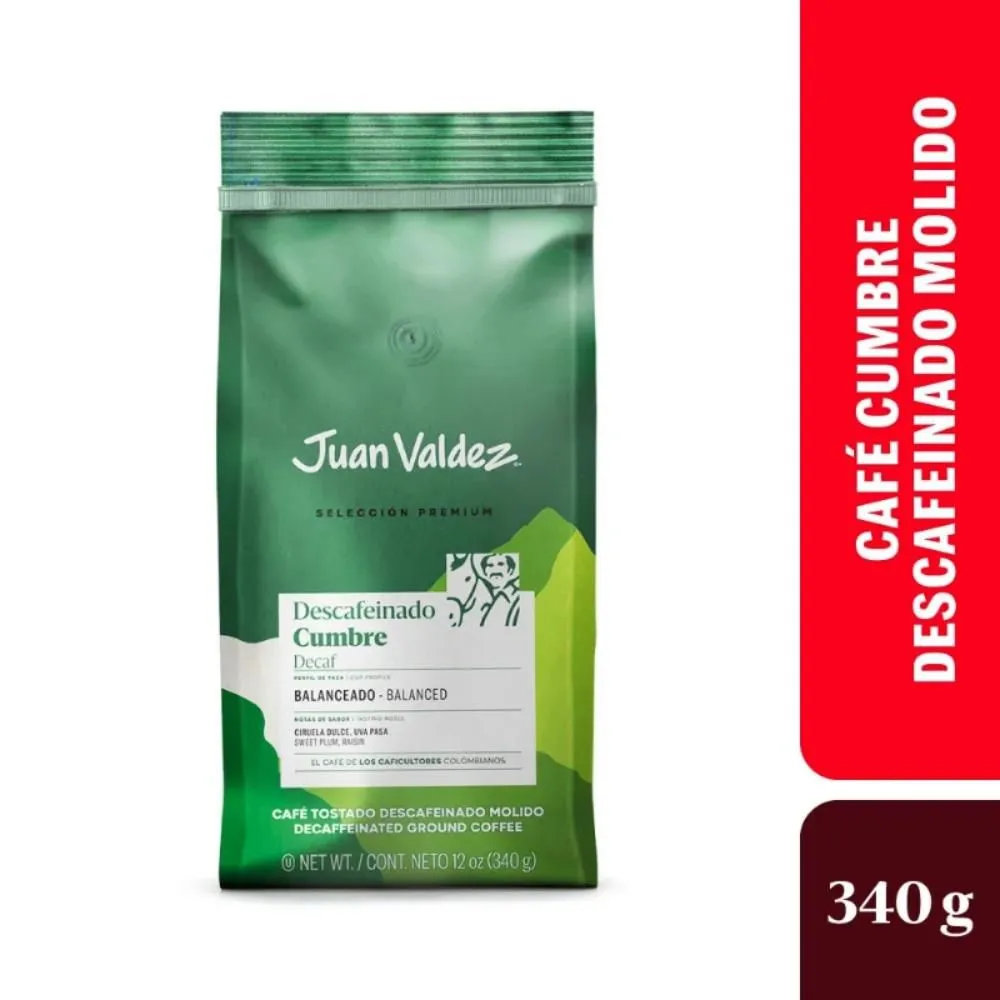 Juan Valdez
SELECCIÓN PREMIUM
Descafeinado
Cumbre
Decaf
PERFIL DE TAZA / CUP PROFILE
BALANCEADO - BALANCED
NOTAS DE SABOR / TASTING NOTES
CIRUELA DULCE, UVA PASA
SWEET PLUM, RAISIN
EL CAFÉ DE LOS CAFICULTORES COLOMBIANOS
CAFÉ TOSTADO DESCAFEINADO MOLIDO
DECAFFEINATED GROUND COFFEE
NET WT. / CONT. NETO 12 oz (340 g)
CAFÉ CUMBRE
DESCAFEINADO MOLIDO
340 g